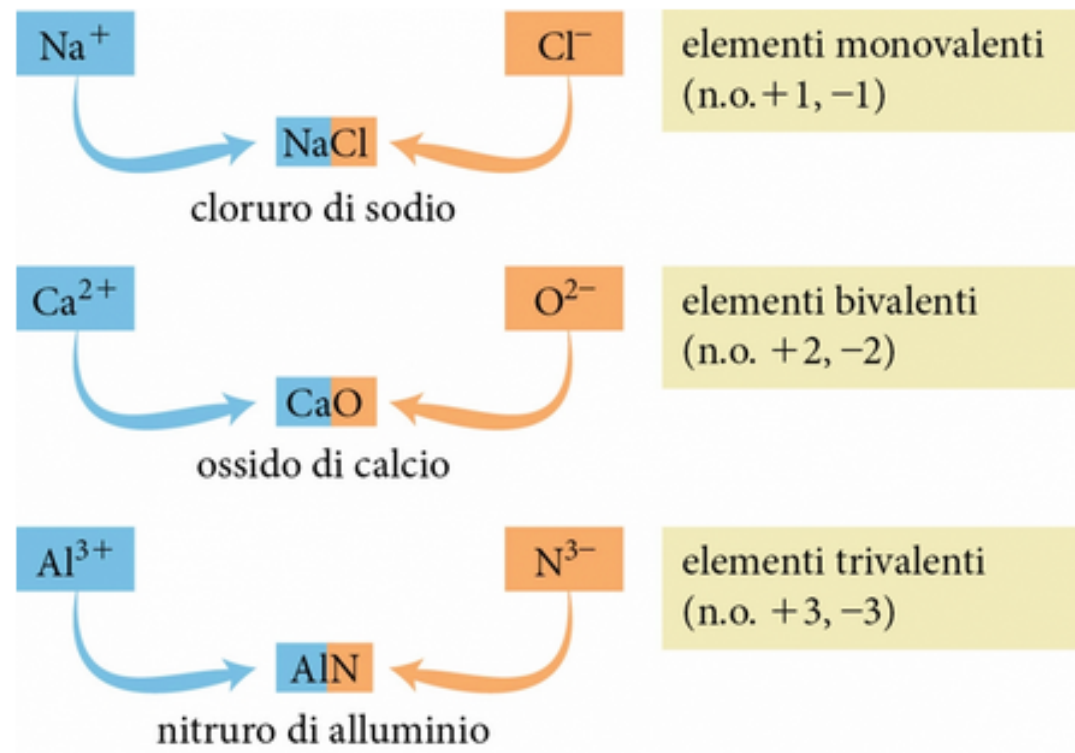 Na⁺
Cl⁻
elementi monovalenti
(n.o.+1, −1)
NaCl
cloruro di sodio
Ca²⁺
O²⁻
elementi bivalenti
(n.o. +2, −2)
CaO
ossido di calcio
Al³⁺
N³⁻
elementi trivalenti
(n.o. +3, −3)
AlN
nitruro di alluminio